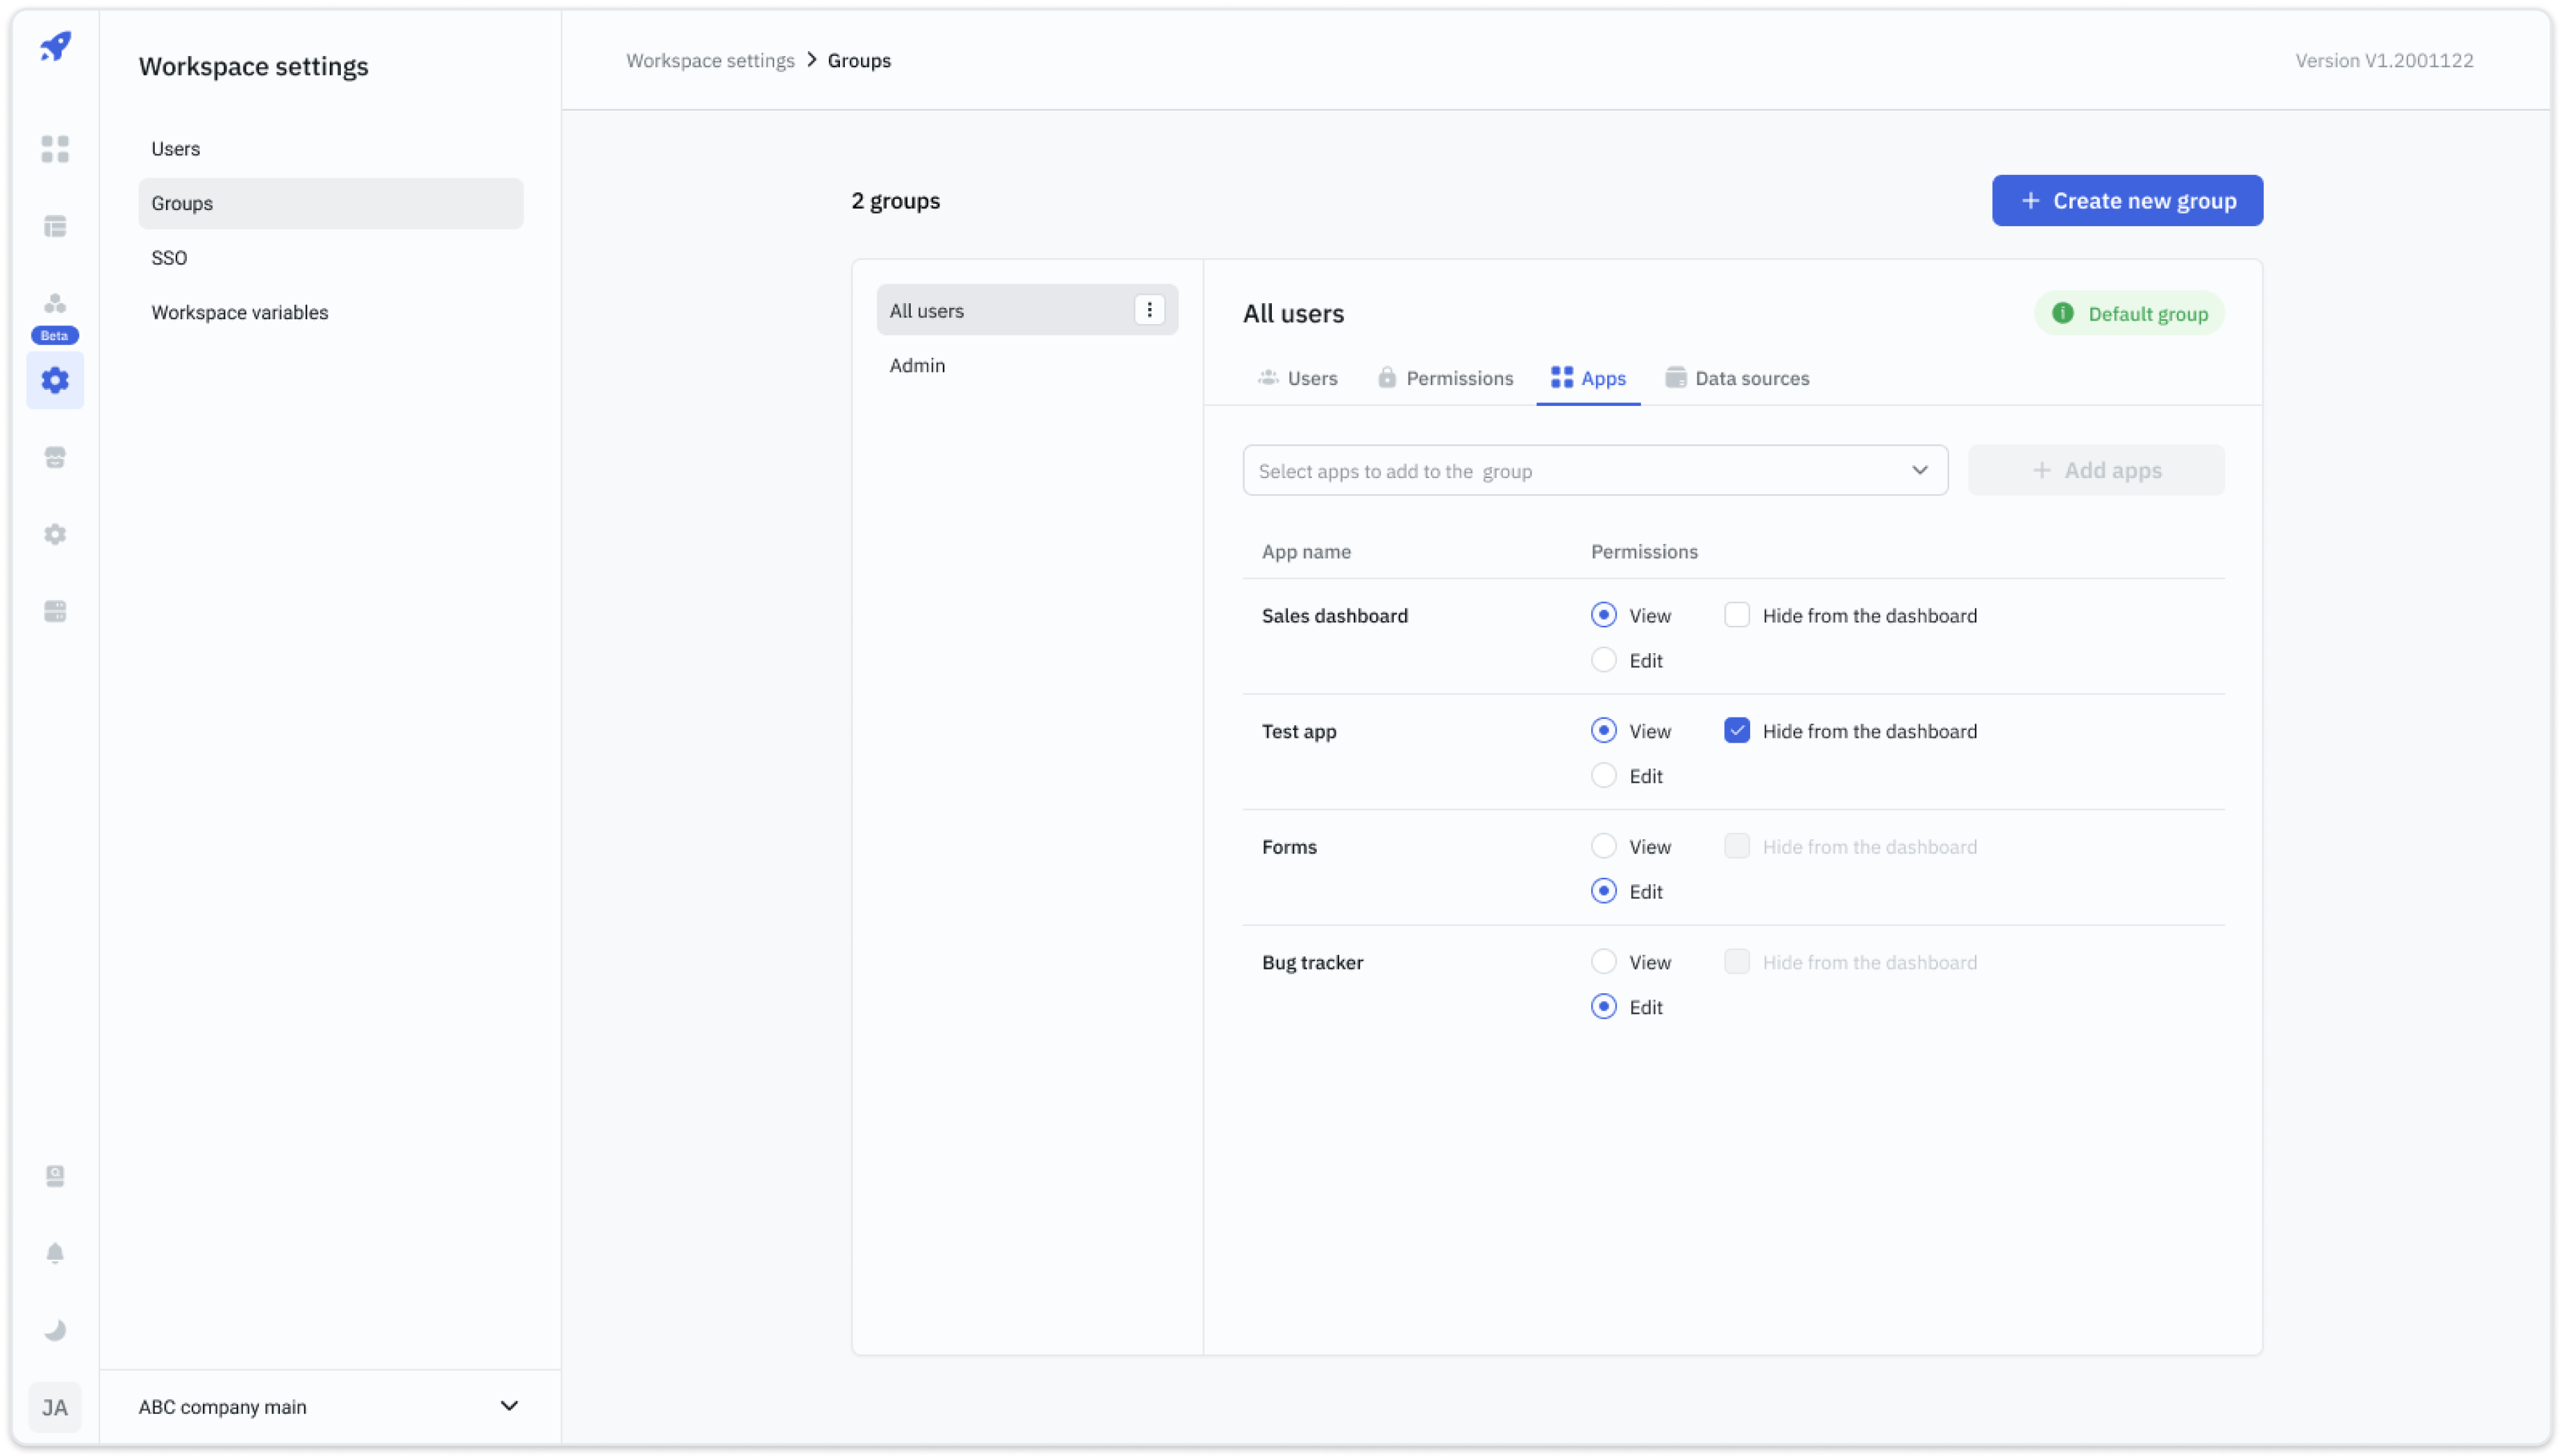 Workspace settings
Users
Groups
SSO
Workspace variables
Beta
JA
ABC company main
Workspace settings > Groups
Version V1.2001122
2 groups
+ Create new group
All users
Admin
All users
Default group
Users Permissions Apps Data sources
Select apps to add to the group
+ Add apps
App name Permissions
Sales dashboard View Hide from the dashboard
Edit
Test app View Hide from the dashboard
Edit
Forms View Hide from the dashboard
Edit
Bug tracker View Hide from the dashboard
Edit